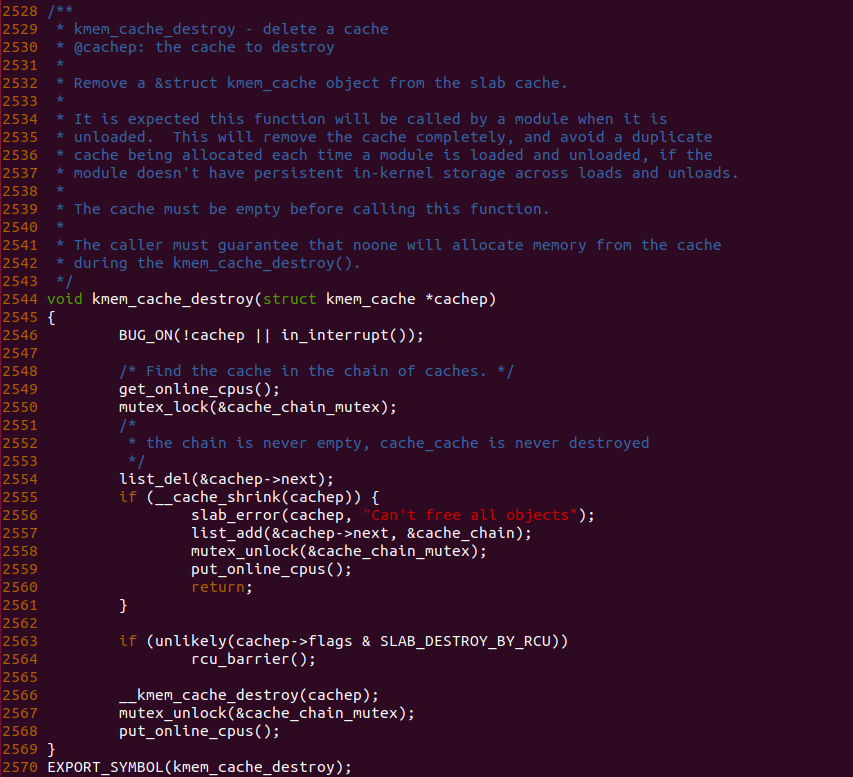 2528 /**
2529  * kmem_cache_destroy - delete a cache
2530  * @cachep: the cache to destroy
2531  *
2532  * Remove a &struct kmem_cache object from the slab cache.
2533  *
2534  * It is expected this function will be called by a module when it is
2535  * unloaded.  This will remove the cache completely, and avoid a duplicate
2536  * cache being allocated each time a module is loaded and unloaded, if the
2537  * module doesn't have persistent in-kernel storage across loads and unloads.
2538  *
2539  * The cache must be empty before calling this function.
2540  *
2541  * The caller must guarantee that noone will allocate memory from the cache
2542  * during the kmem_cache_destroy().
2543  */
2544 void kmem_cache_destroy(struct kmem_cache *cachep)
2545 {
2546         BUG_ON(!cachep || in_interrupt());
2547
2548         /* Find the cache in the chain of caches. */
2549         get_online_cpus();
2550         mutex_lock(&cache_chain_mutex);
2551         /*
2552          * the chain is never empty, cache_cache is never destroyed
2553          */
2554         list_del(&cachep->next);
2555         if (__cache_shrink(cachep)) {
2556                 slab_error(cachep, "Can't free all objects");
2557                 list_add(&cachep->next, &cache_chain);
2558                 mutex_unlock(&cache_chain_mutex);
2559                 put_online_cpus();
2560                 return;
2561         }
2562
2563         if (unlikely(cachep->flags & SLAB_DESTROY_BY_RCU))
2564                 rcu_barrier();
2565
2566         __kmem_cache_destroy(cachep);
2567         mutex_unlock(&cache_chain_mutex);
2568         put_online_cpus();
2569 }
2570 EXPORT_SYMBOL(kmem_cache_destroy);